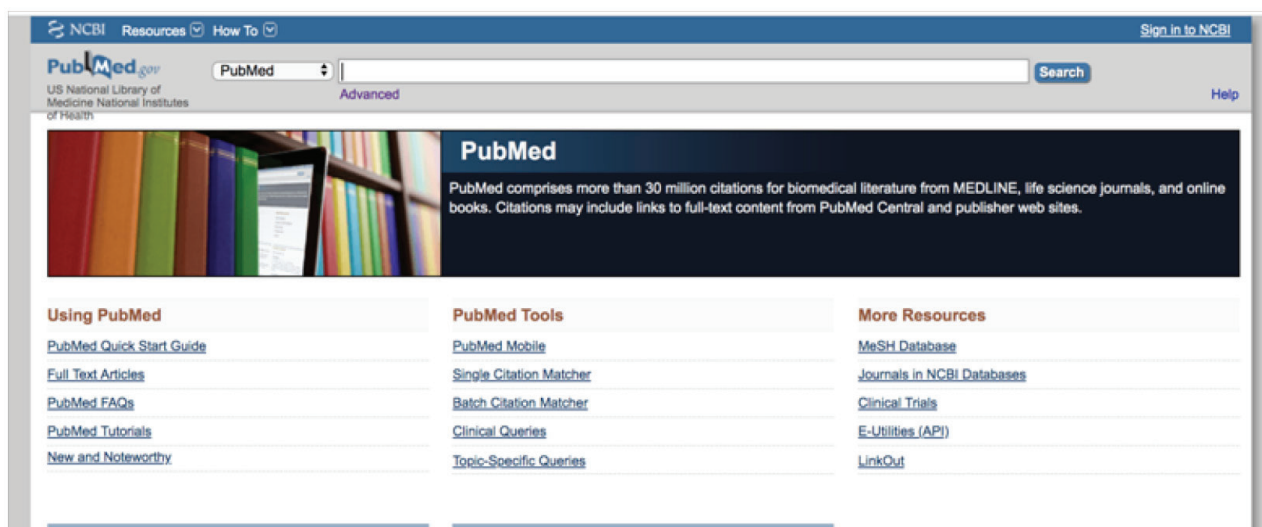 NCBI Resources How To Sign in to NCBI
PubMed.gov
PubMed
Search
US National Library of
Medicine National Institutes
of Health
Advanced
Help
PubMed
PubMed comprises more than 30 million citations for biomedical literature from MEDLINE, life science journals, and online
books. Citations may include links to full-text content from PubMed Central and publisher web sites.
Using PubMed
PubMed Quick Start Guide
Full Text Articles
PubMed FAQs
PubMed Tutorials
New and Noteworthy
PubMed Tools
PubMed Mobile
Single Citation Matcher
Batch Citation Matcher
Clinical Queries
Topic-Specific Queries
More Resources
MeSH Database
Journals in NCBI Databases
Clinical Trials
E-Utilities (API)
LinkOut